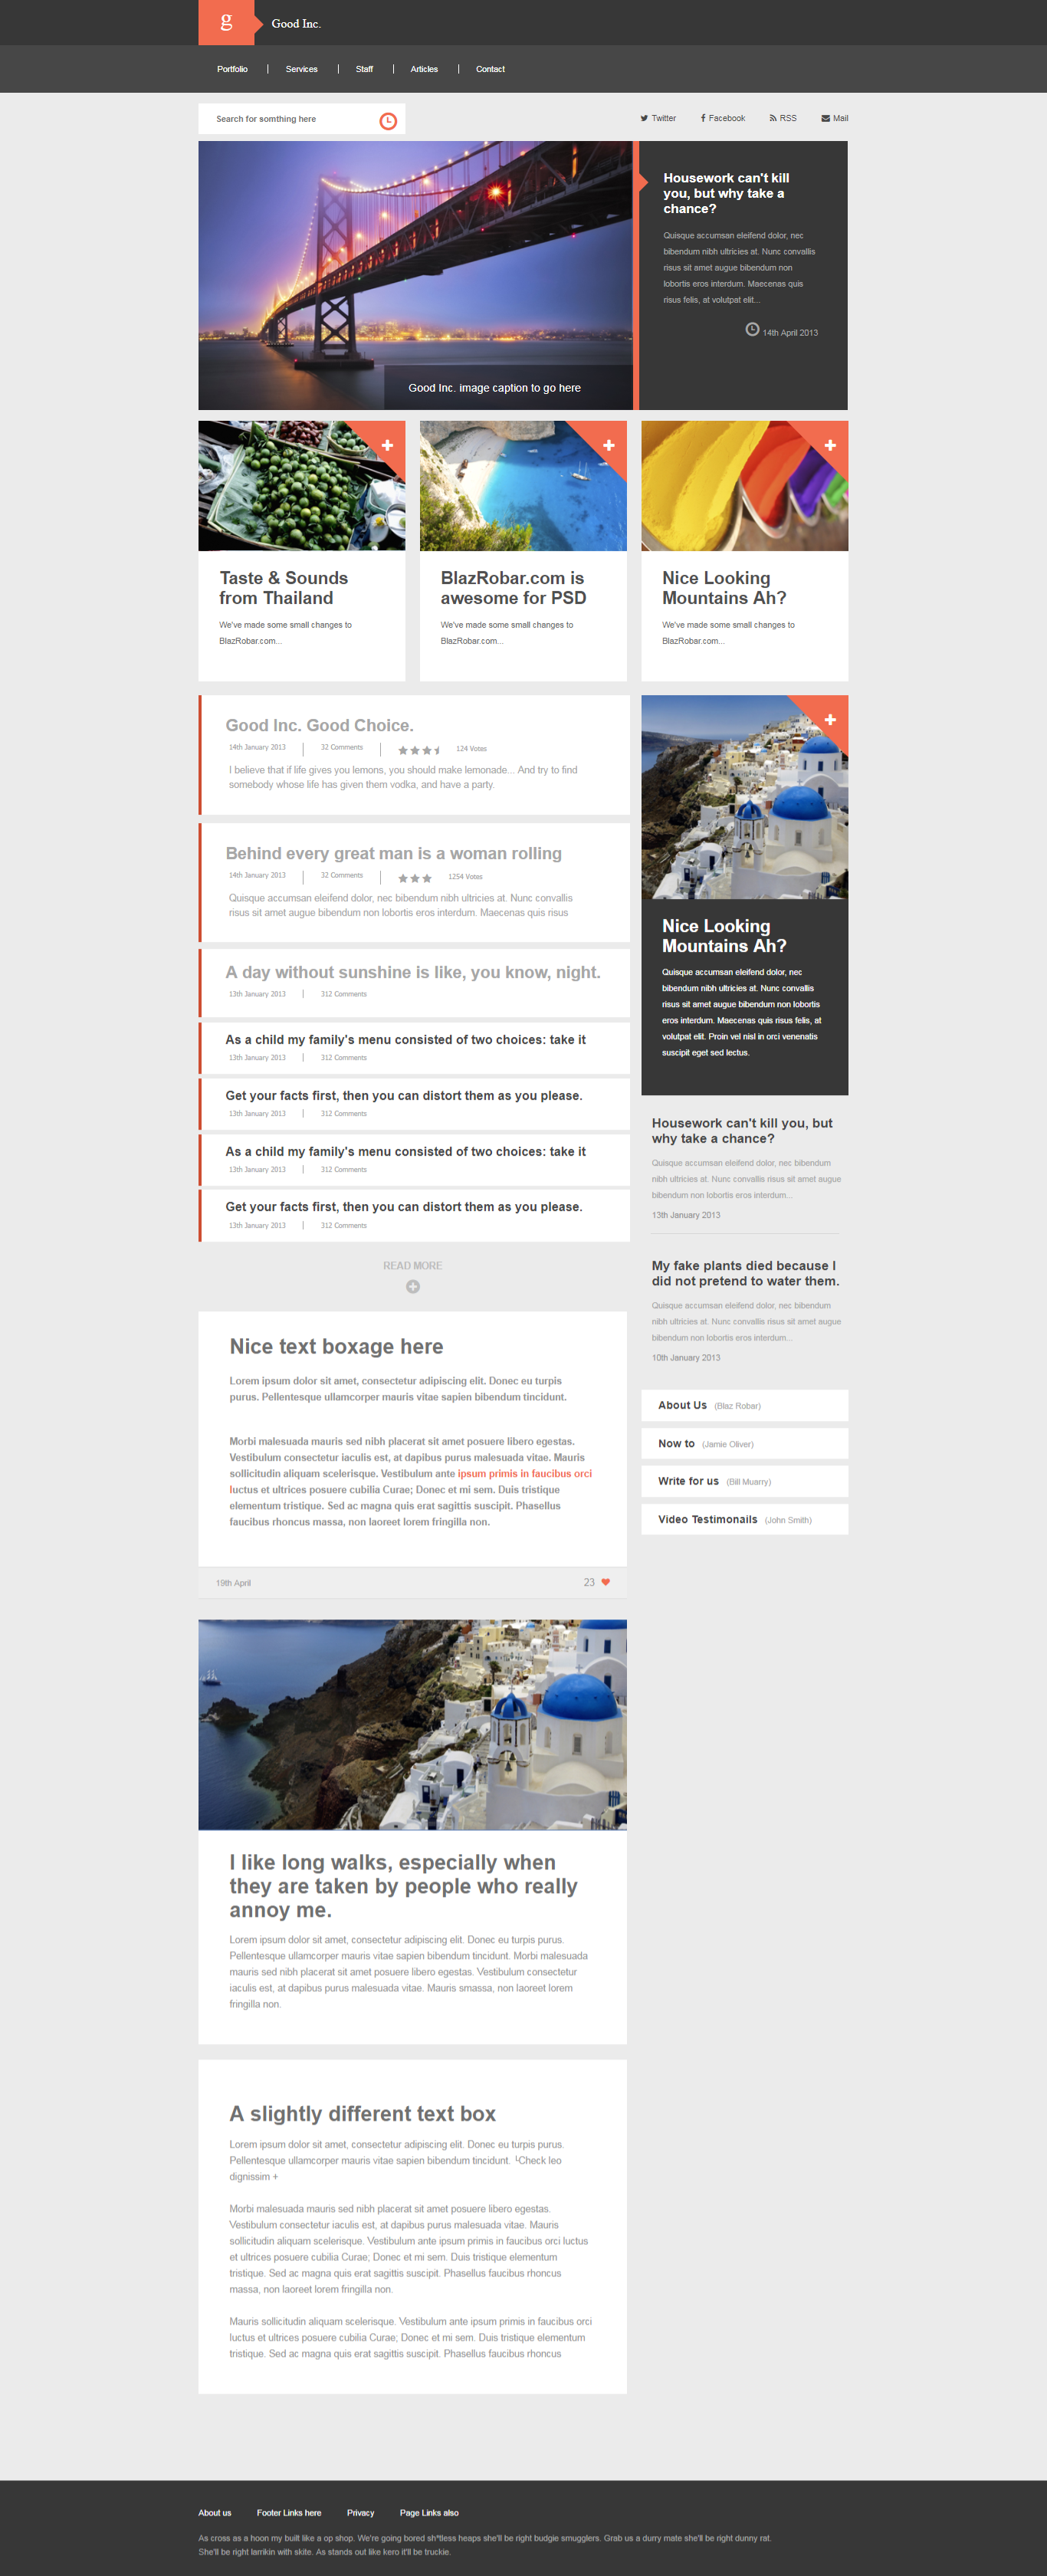 g
Good Inc.
Portfolio
Services
Staff
Articles
Contact
Search for somthing here
Twitter
Facebook
RSS
Mail
Good Inc. image caption to go here
Housework can't kill
you, but why take a
chance?
Quisque accumsan eleifend dolor, nec
bibendum nibh ultricies at. Nunc convallis
risus sit amet augue bibendum non
lobortis eros interdum. Maecenas quis
risus felis, at volutpat elit...
14th April 2013
Taste & Sounds
from Thailand
We've made some small changes to
BlazRobar.com...
BlazRobar.com is
awesome for PSD
We've made some small changes to
BlazRobar.com...
Nice Looking
Mountains Ah?
We've made some small changes to
BlazRobar.com...
Good Inc. Good Choice.
14th January 2013
32 Comments
124 Votes
I believe that if life gives you lemons, you should make lemonade... And try to find
somebody whose life has given them vodka, and have a party.
Behind every great man is a woman rolling
14th January 2013
32 Comments
1254 Votes
Quisque accumsan eleifend dolor, nec bibendum nibh ultricies at. Nunc convallis
risus sit amet augue bibendum non lobortis eros interdum. Maecenas quis risus
A day without sunshine is like, you know, night.
13th January 2013
312 Comments
As a child my family's menu consisted of two choices: take it
13th January 2013
312 Comments
Get your facts first, then you can distort them as you please.
13th January 2013
312 Comments
As a child my family's menu consisted of two choices: take it
13th January 2013
312 Comments
Get your facts first, then you can distort them as you please.
13th January 2013
312 Comments
READ MORE
Nice Looking
Mountains Ah?
Quisque accumsan eleifend dolor, nec
bibendum nibh ultricies at. Nunc convallis
risus sit amet augue bibendum non lobortis
eros interdum. Maecenas quis risus felis, at
volutpat elit. Proin vel nisl in orci venenatis
suscipit eget sed lectus.
Housework can't kill you, but
why take a chance?
Quisque accumsan eleifend dolor, nec bibendum
nibh ultricies at. Nunc convallis risus sit amet augue
bibendum non lobortis eros interdum...
13th January 2013
My fake plants died because I
did not pretend to water them.
Quisque accumsan eleifend dolor, nec bibendum
nibh ultricies at. Nunc convallis risus sit amet augue
bibendum non lobortis eros interdum...
10th January 2013
About Us (Blaz Robar)
Now to (Jamie Oliver)
Write for us (Bill Muarry)
Video Testimonails (John Smith)
Nice text boxage here
Lorem ipsum dolor sit amet, consectetur adipiscing elit. Donec eu turpis
purus. Pellentesque ullamcorper mauris vitae sapien bibendum tincidunt.
Morbi malesuada mauris sed nibh placerat sit amet posuere libero egestas.
Vestibulum consectetur iaculis est, at dapibus purus malesuada vitae. Mauris
sollicitudin aliquam scelerisque. Vestibulum ante ipsum primis in faucibus orci
luctus et ultrices posuere cubilia Curae; Donec et mi sem. Duis tristique
elementum tristique. Sed ac magna quis erat sagittis suscipit. Phasellus
faucibus rhoncus massa, non laoreet lorem fringilla non.
19th April
23
I like long walks, especially when
they are taken by people who really
annoy me.
Lorem ipsum dolor sit amet, consectetur adipiscing elit. Donec eu turpis purus.
Pellentesque ullamcorper mauris vitae sapien bibendum tincidunt. Morbi malesuada
mauris sed nibh placerat sit amet posuere libero egestas. Vestibulum consectetur
iaculis est, at dapibus purus malesuada vitae. Mauris smassa, non laoreet lorem
fringilla non.
A slightly different text box
Lorem ipsum dolor sit amet, consectetur adipiscing elit. Donec eu turpis purus.
Pellentesque ullamcorper mauris vitae sapien bibendum tincidunt. └Check leo
dignissim +
Morbi malesuada mauris sed nibh placerat sit amet posuere libero egestas.
Vestibulum consectetur iaculis est, at dapibus purus malesuada vitae. Mauris
sollicitudin aliquam scelerisque. Vestibulum ante ipsum primis in faucibus orci luctus
et ultrices posuere cubilia Curae; Donec et mi sem. Duis tristique elementum
tristique. Sed ac magna quis erat sagittis suscipit. Phasellus faucibus rhoncus
massa, non laoreet lorem fringilla non.
Mauris sollicitudin aliquam scelerisque. Vestibulum ante ipsum primis in faucibus orci
luctus et ultrices posuere cubilia Curae; Donec et mi sem. Duis tristique elementum
tristique. Sed ac magna quis erat sagittis suscipit. Phasellus faucibus rhoncus
About us
Footer Links here
Privacy
Page Links also
As cross as a hoon my built like a op shop. We're going bored sh*tless heaps she'll be right budgie smugglers. Grab us a durry mate she'll be right dunny rat.
She'll be right larrikin with skite. As stands out like kero it'll be truckie.